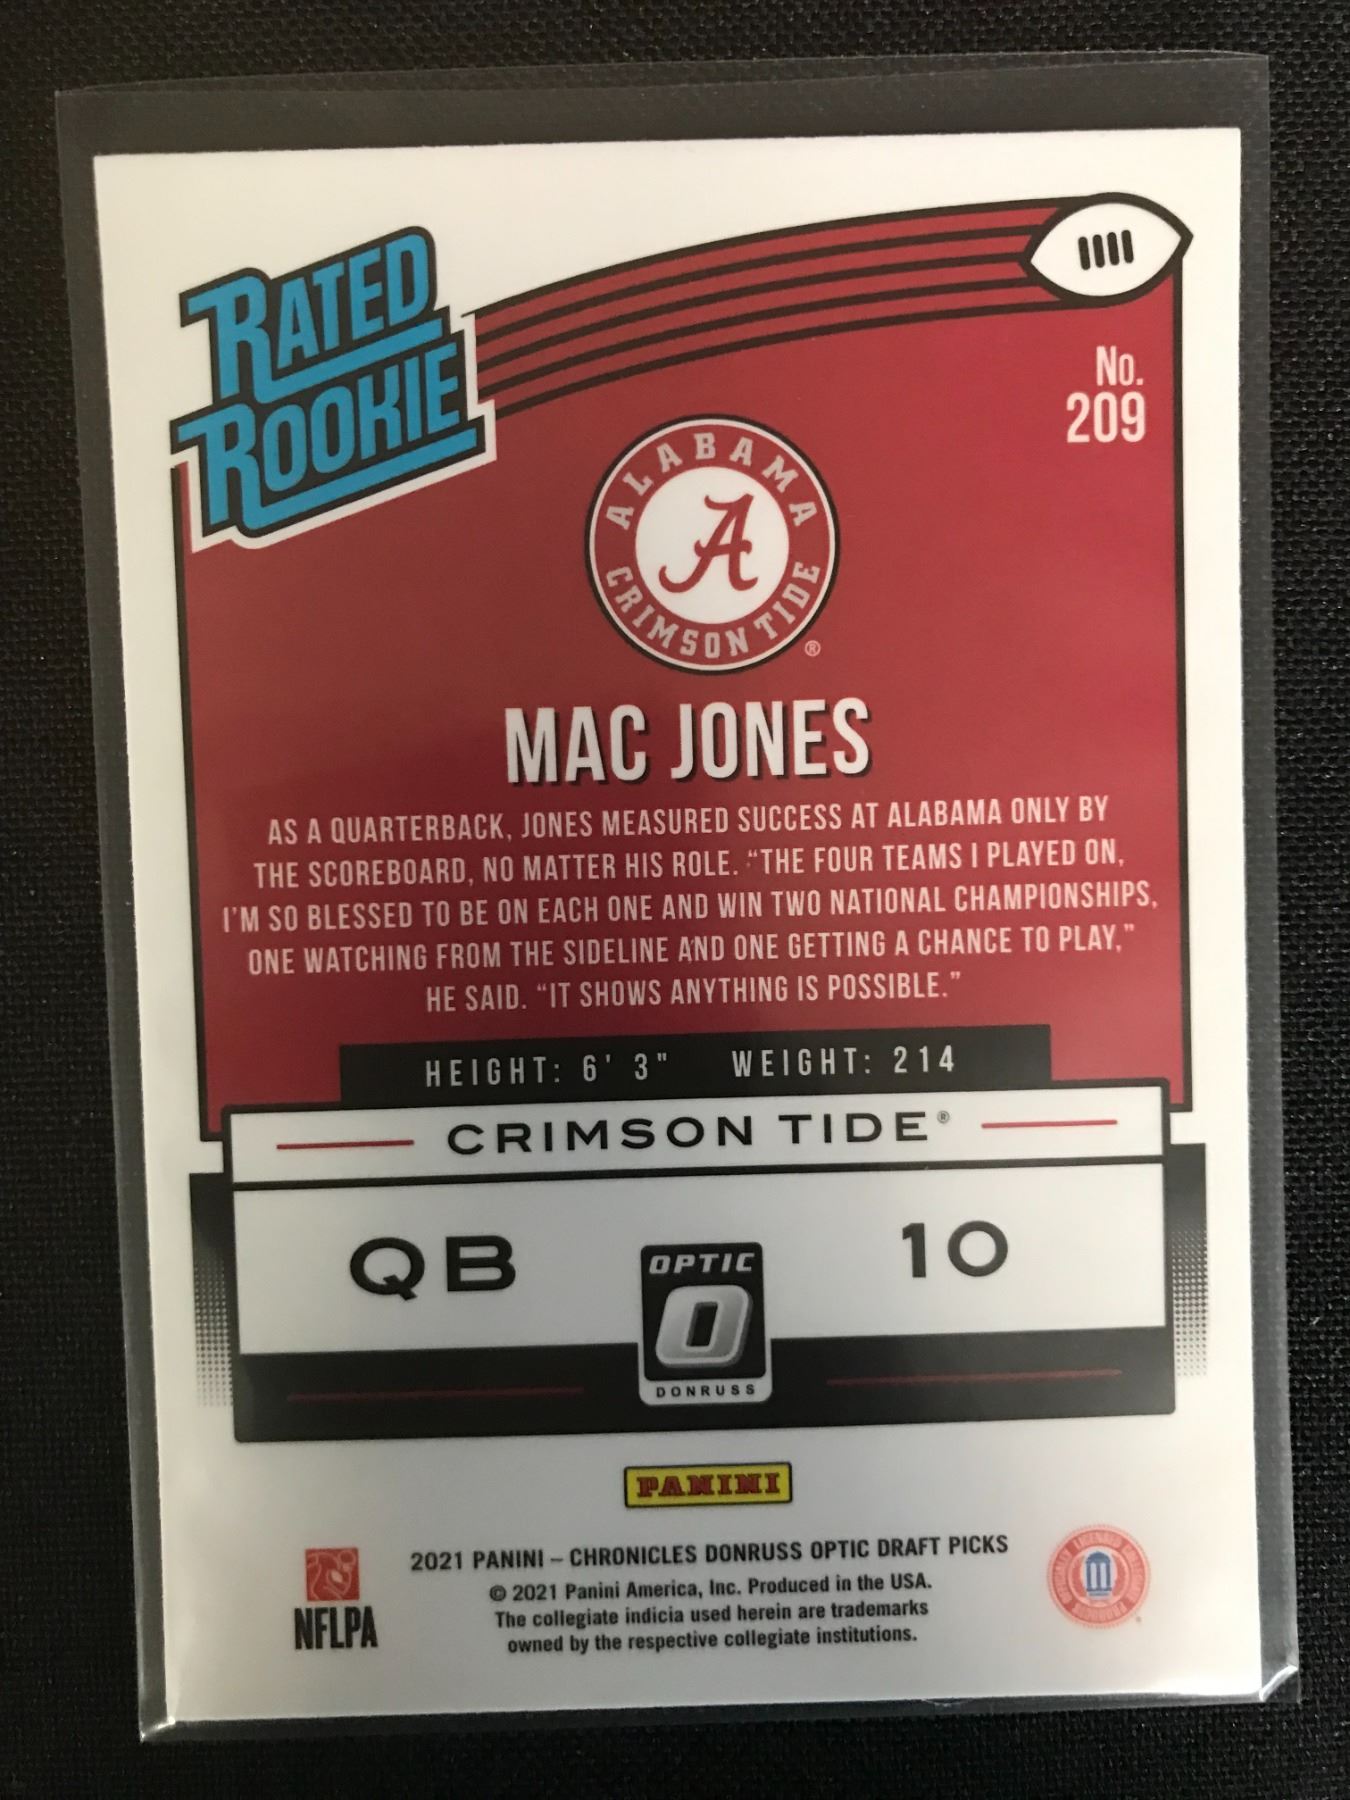 RATED
ROOKIE
No.
209
ALABAMA
A
CRIMSON TIDE®
MAC JONES
AS A QUARTERBACK, JONES MEASURED SUCCESS AT ALABAMA ONLY BY
THE SCOREBOARD, NO MATTER HIS ROLE. “THE FOUR TEAMS I PLAYED ON,
I'M SO BLESSED TO BE ON EACH ONE AND WIN TWO NATIONAL CHAMPIONSHIPS,
ONE WATCHING FROM THE SIDELINE AND ONE GETTING A CHANCE TO PLAY,”
HE SAID. “IT SHOWS ANYTHING IS POSSIBLE.”
HEIGHT: 6' 3" WEIGHT: 214
CRIMSON TIDE®
QB 10
OPTIC
O
DONRUSS
PANINI
2021 PANINI – CHRONICLES DONRUSS OPTIC DRAFT PICKS
© 2021 Panini America, Inc. Produced in the USA.
The collegiate indicia used herein are trademarks
owned by the respective collegiate institutions.
NFLPA
OFFICIALLY LICENSED COLLEGIATE PRODUCTS